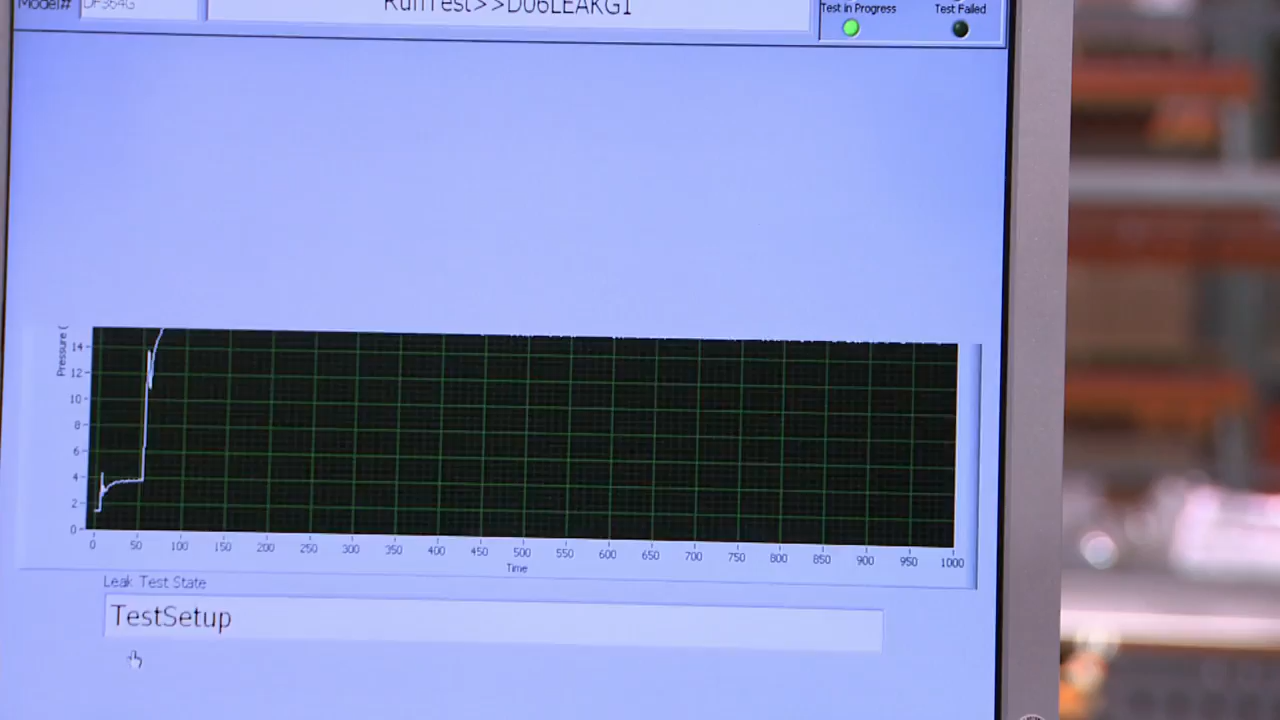 Model# DF364G
RunTest>>D06LEAKG1
Test in Progress
Test Failed
Pressure (
14
12
10
8
6
4
2
0
0 50 100 150 200 250 300 350 400 450 500 550 600 650 700 750 800 850 900 950 1000
Time
Leak Test State
TestSetup